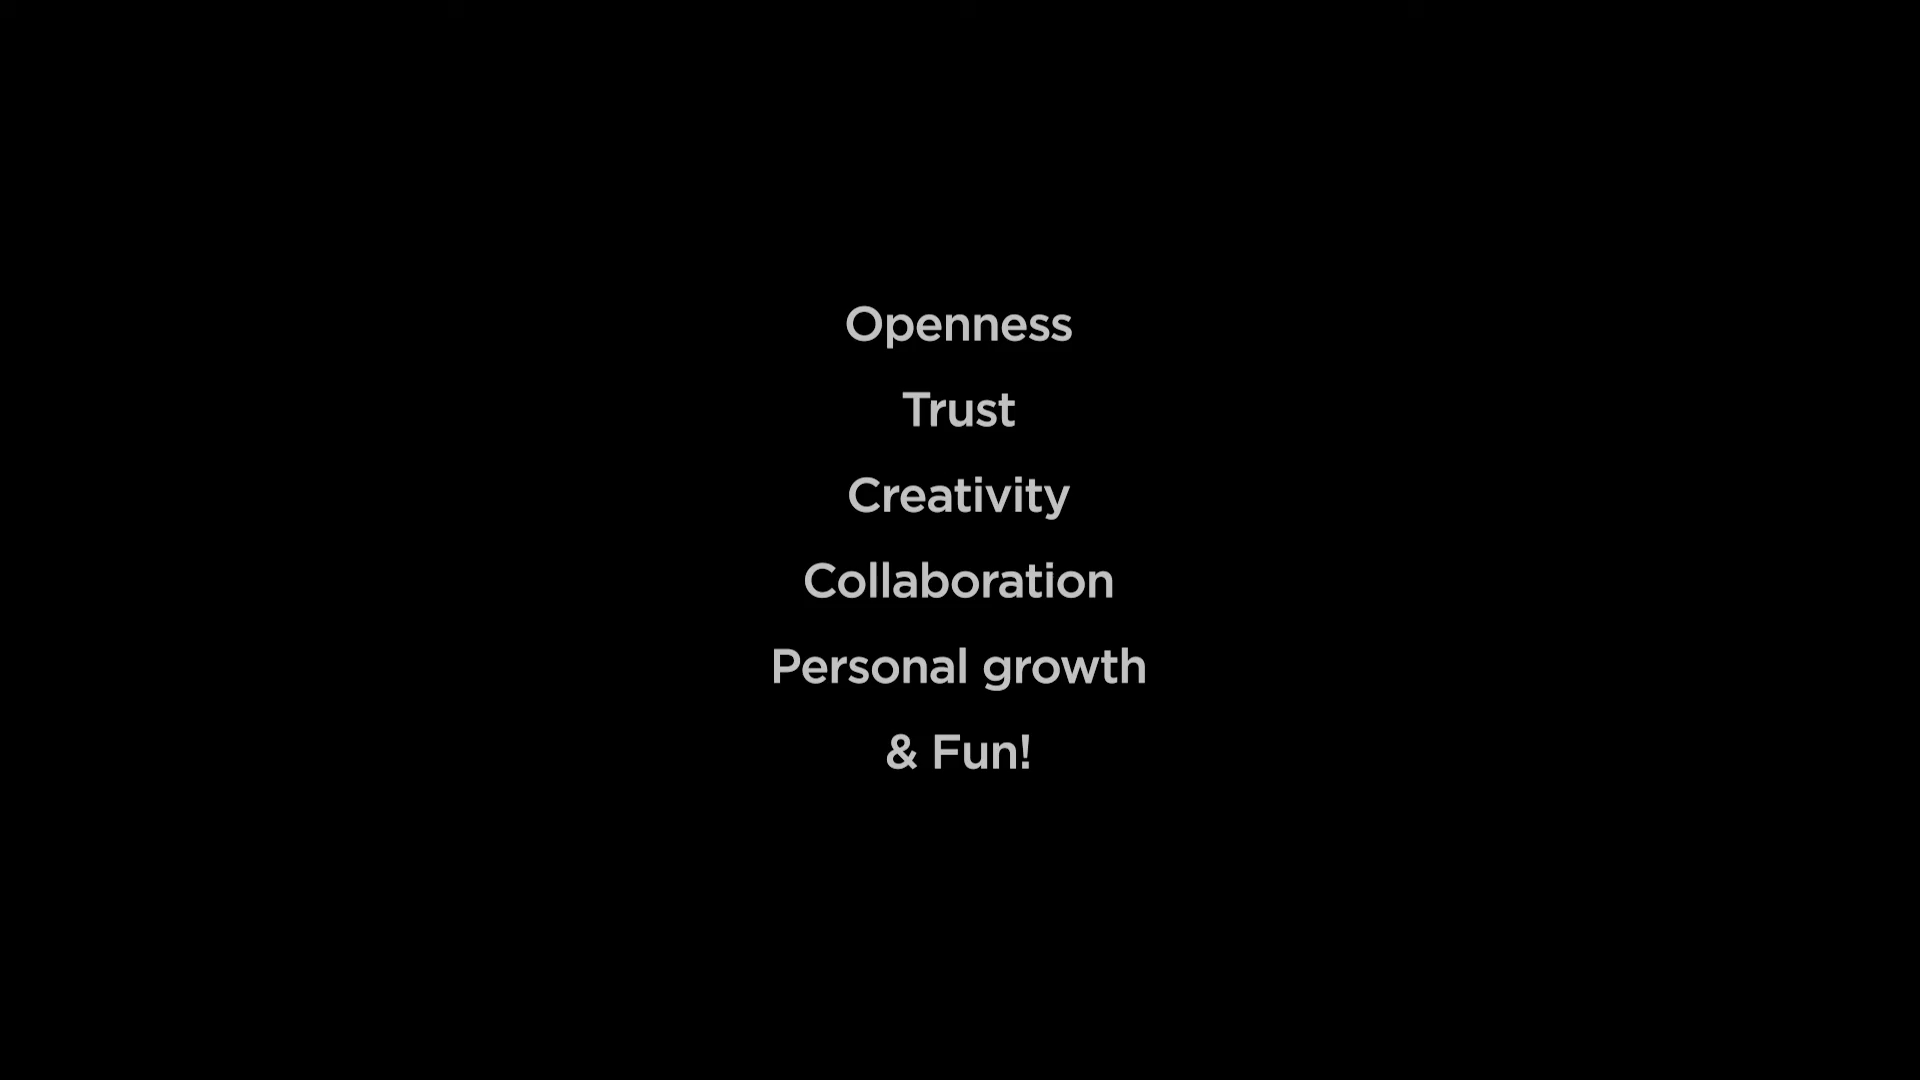 Openness
Trust
Creativity
Collaboration
Personal growth
& Fun!